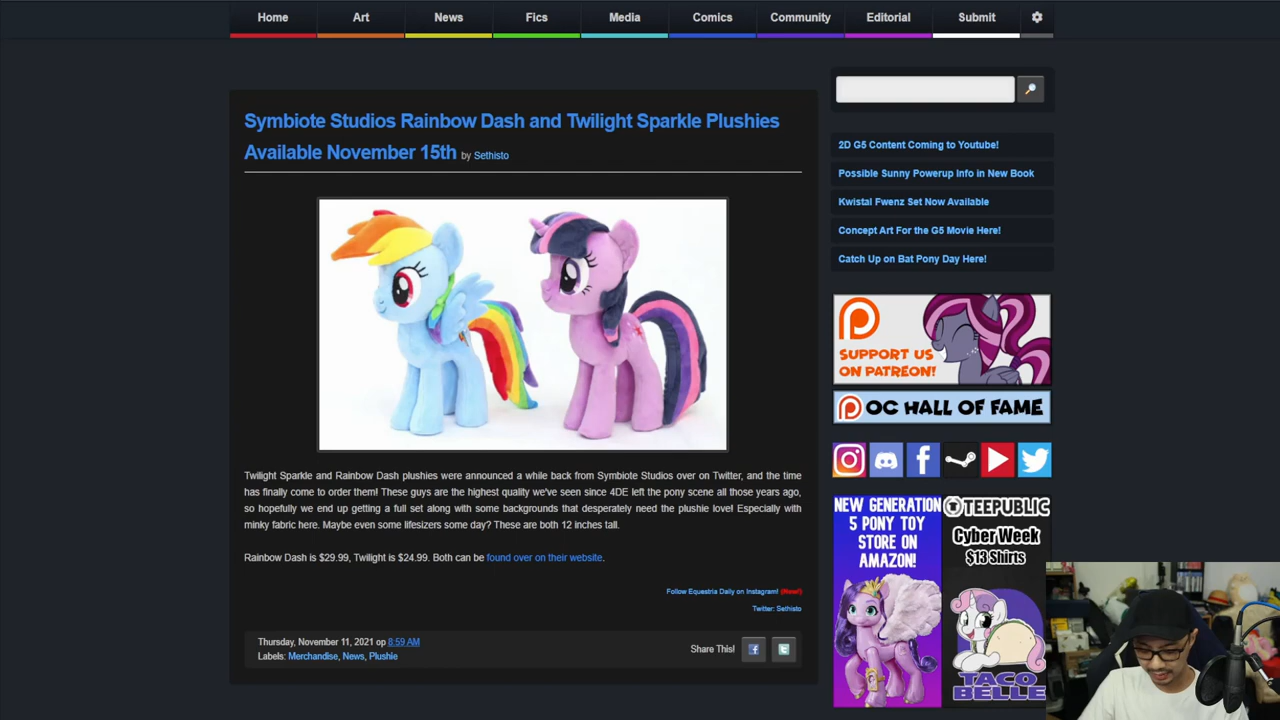 Home Art News Fics Media Comics Community Editorial Submit
Symbiote Studios Rainbow Dash and Twilight Sparkle Plushies
Available November 15th by Sethisto
Twilight Sparkle and Rainbow Dash plushies were announced a while back from Symbiote Studios over on Twitter, and the time
has finally come to order them! These guys are the highest quality we've seen since 4DE left the pony scene all those years ago,
so hopefully we end up getting a full set along with some backgrounds that desperately need the plushie love! Especially with
minky fabric here. Maybe even some lifesizers some day? These are both 12 inches tall.
Rainbow Dash is $29.99, Twilight is $24.99. Both can be found over on their website.
Follow Equestria Daily on Instagram! (New!)
Twitter: Sethisto
Thursday, November 11, 2021 op 8:59 AM
Labels: Merchandise, News, Plushie
Share This!
2D G5 Content Coming to Youtube!
Possible Sunny Powerup Info in New Book
Kwistal Fwenz Set Now Available
Concept Art For the G5 Movie Here!
Catch Up on Bat Pony Day Here!
SUPPORT US
ON PATREON!
OC HALL OF FAME
NEW GENERATION
5 PONY TOY
STORE ON
AMAZON!
TEEPUBLIC
Cyber Week
$13 Shirts
TACO
BELLE